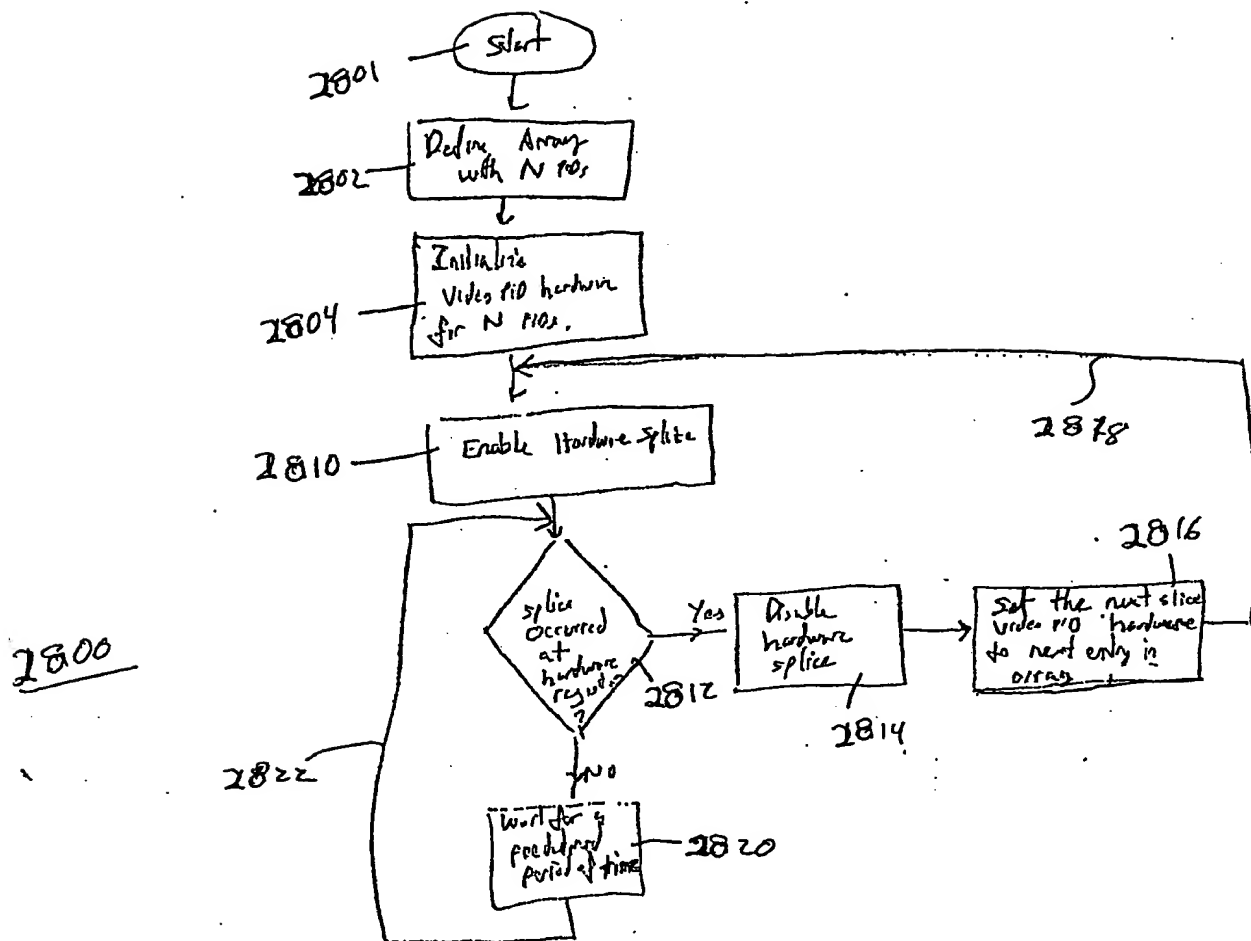 Start
2801
Define Array
with N PIDs
2802
Initialize
Video PID hardware
for N PIDs.
2804
2818
Enable Hardware Splice
2810
2816
splice
occurred
at
hardware
?
2812
Yes
Disable
hardware
splice
2814
Set the next slice
video PID hardware
to next entry in
array
2800
2822
NO
Wait for a
period of time
2820